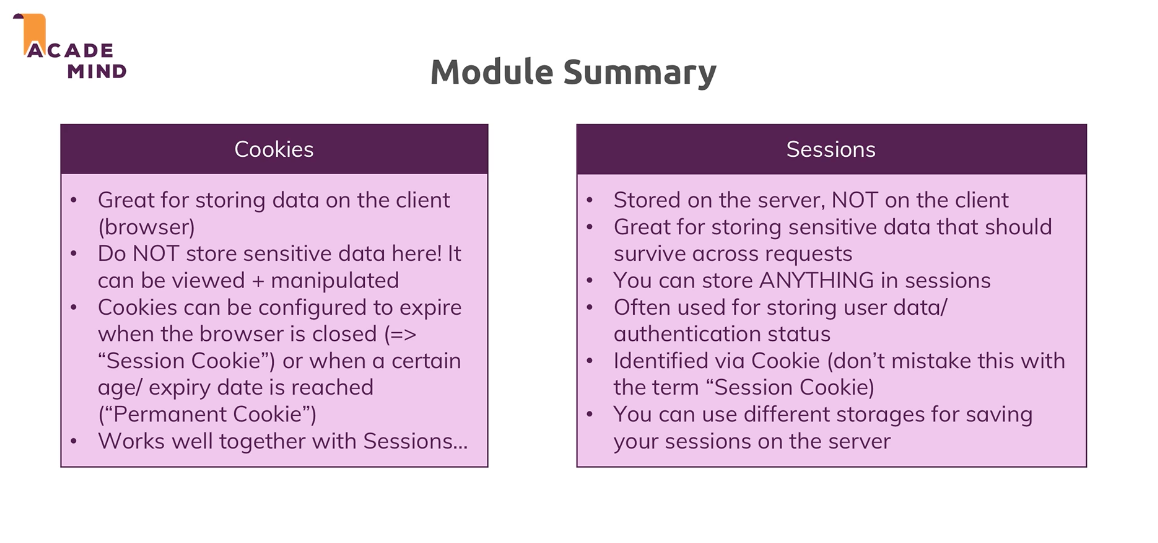 ACADE
MIND
Module Summary
Cookies
• Great for storing data on the client
(browser)
• Do NOT store sensitive data here! It
can be viewed + manipulated
• Cookies can be configured to expire
when the browser is closed (=>
“Session Cookie”) or when a certain
age/ expiry date is reached
(“Permanent Cookie”)
• Works well together with Sessions…
Sessions
• Stored on the server, NOT on the client
• Great for storing sensitive data that should
survive across requests
• You can store ANYTHING in sessions
• Often used for storing user data/
authentication status
• Identified via Cookie (don’t mistake this with
the term “Session Cookie)
• You can use different storages for saving
your sessions on the server